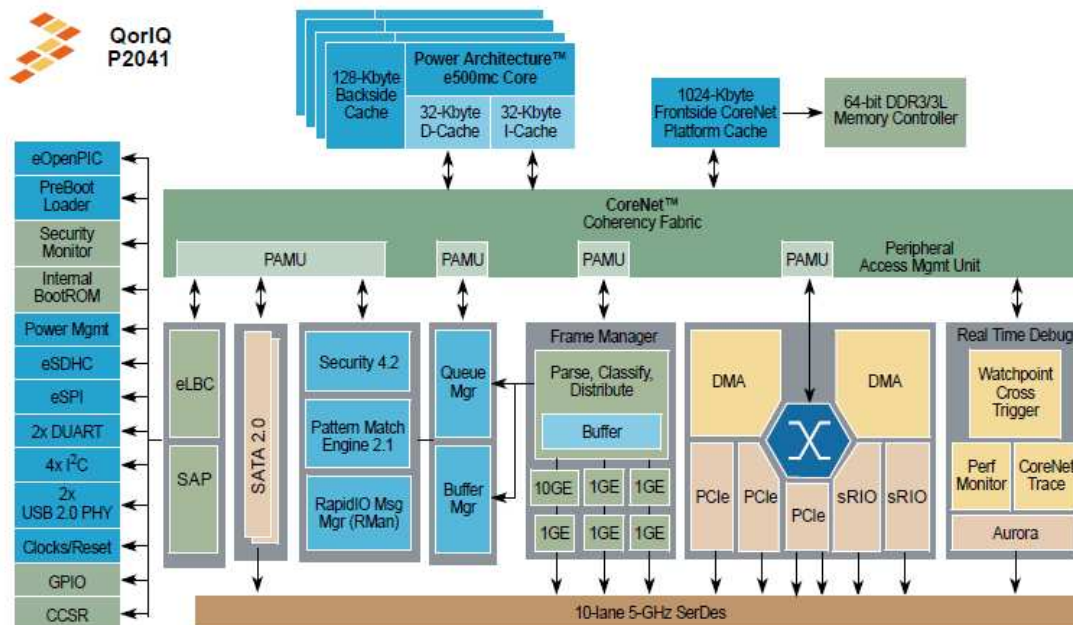 QorIQ
P2041
128-Kbyte
Backside
Cache
Power Architecture™
e500mc Core
32-Kbyte
D-Cache
32-Kbyte
I-Cache
1024-Kbyte
Frontside CoreNet
Platform Cache
64-bit DDR3/3L
Memory Controller
eOpenPIC
PreBoot
Loader
Security
Monitor
Internal
BootROM
Power Mgmt
eSDHC
eSPI
2x DUART
4x I²C
2x
USB 2.0 PHY
Clocks/Reset
GPIO
CCSR
CoreNet™
Coherency Fabric
PAMU
PAMU
PAMU
PAMU
Peripheral
Access Mgmt Unit
eLBC
SAP
SATA 2.0
Security 4.2
Pattern Match
Engine 2.1
RapidIO Msg
Mgr (RMan)
Queue
Mgr
Buffer
Mgr
Frame Manager
Parse, Classify,
Distribute
Buffer
10GE
1GE
1GE
1GE
1GE
1GE
DMA
DMA
PCIe
PCIe
PCIe
sRIO
sRIO
Real Time Debug
Watchpoint
Cross
Trigger
Perf
Monitor
CoreNet
Trace
Aurora
10-lane 5-GHz SerDes